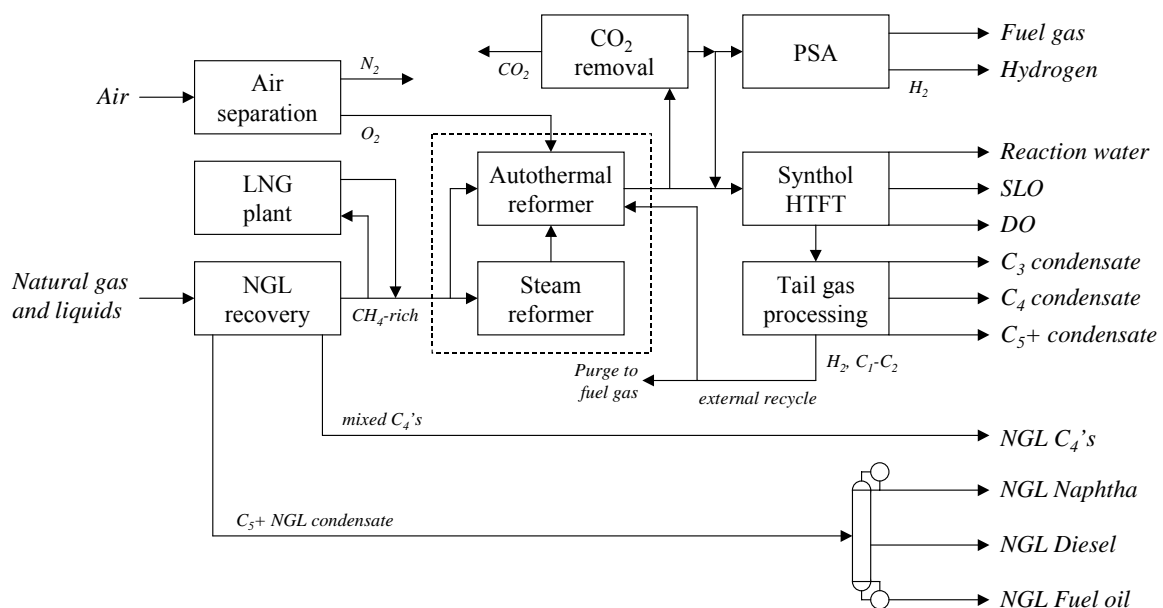 CO₂
removal
PSA
Fuel gas
Hydrogen
CO₂
H₂
N₂
Air
Air
separation
O₂
LNG
plant
Autothermal
reformer
Synthol
HTFT
Reaction water
SLO
DO
Natural gas
and liquids
NGL
recovery
CH₄-rich
Steam
reformer
Tail gas
processing
C₃ condensate
C₄ condensate
C₅+ condensate
H₂, C₁-C₂
Purge to
fuel gas
external recycle
mixed C₄’s
NGL C₄’s
C₅+ NGL condensate
NGL Naphtha
NGL Diesel
NGL Fuel oil